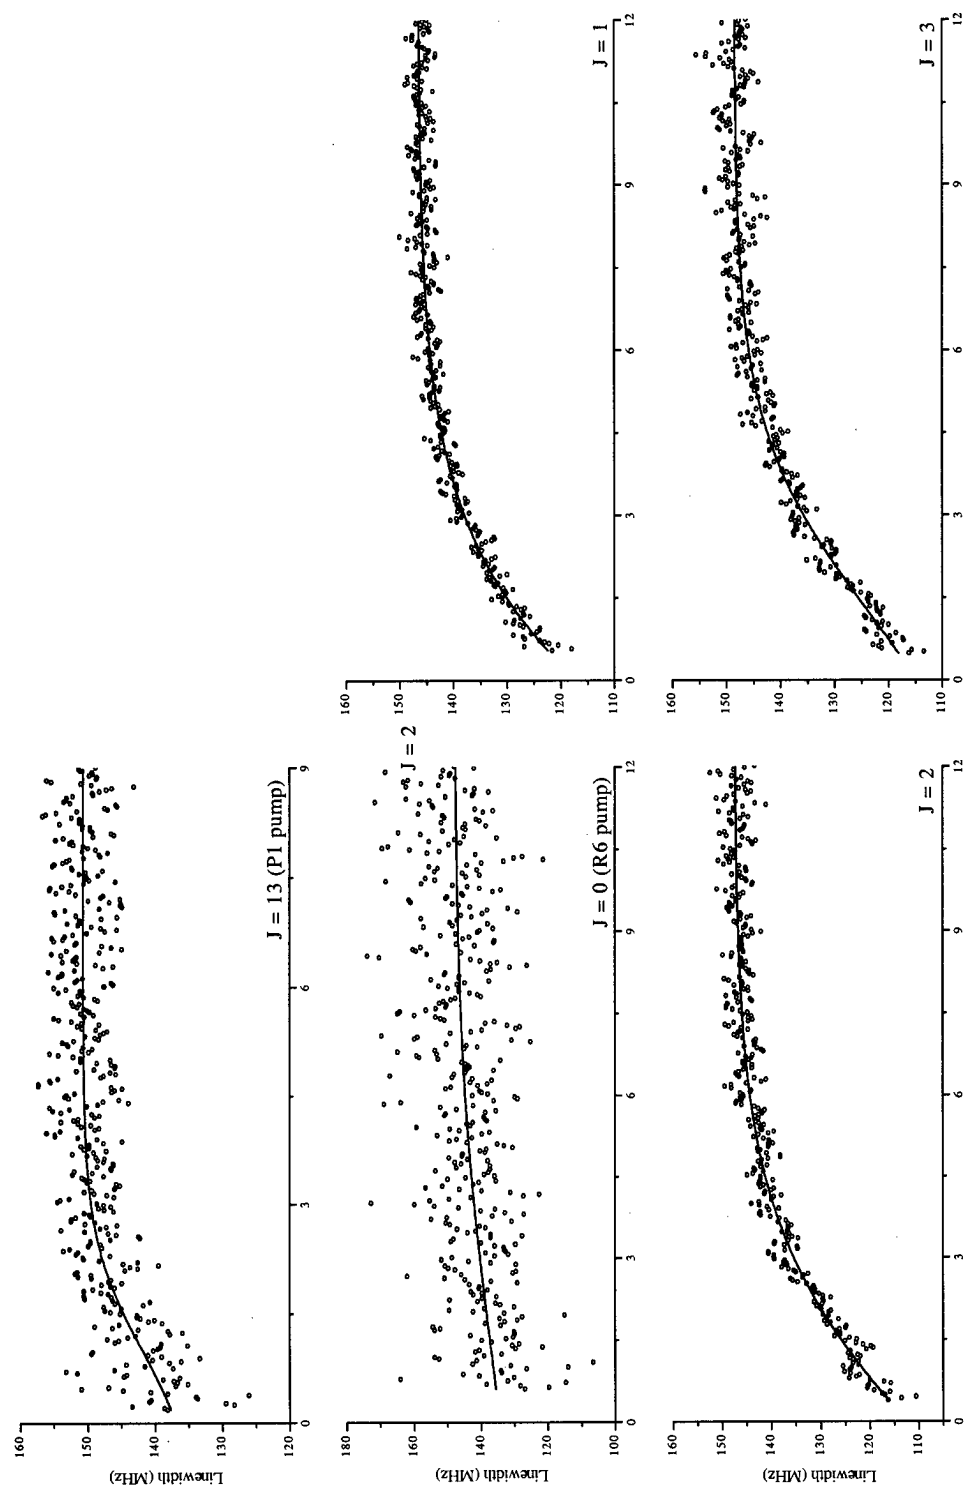 Linewidth (MHz)
160
150
140
130
120
J = 13 (P1 pump)
0 3 6 9
Linewidth (MHz)
180
160
140
120
100
J = 2
J = 0 (R6 pump)
0 3 6 9 12
160
150
140
130
120
110
J = 1
0 3 6 9 12
Linewidth (MHz)
160
150
140
130
120
110
J = 2
0 3 6 9 12
160
150
140
130
120
110
J = 3
0 3 6 9 12